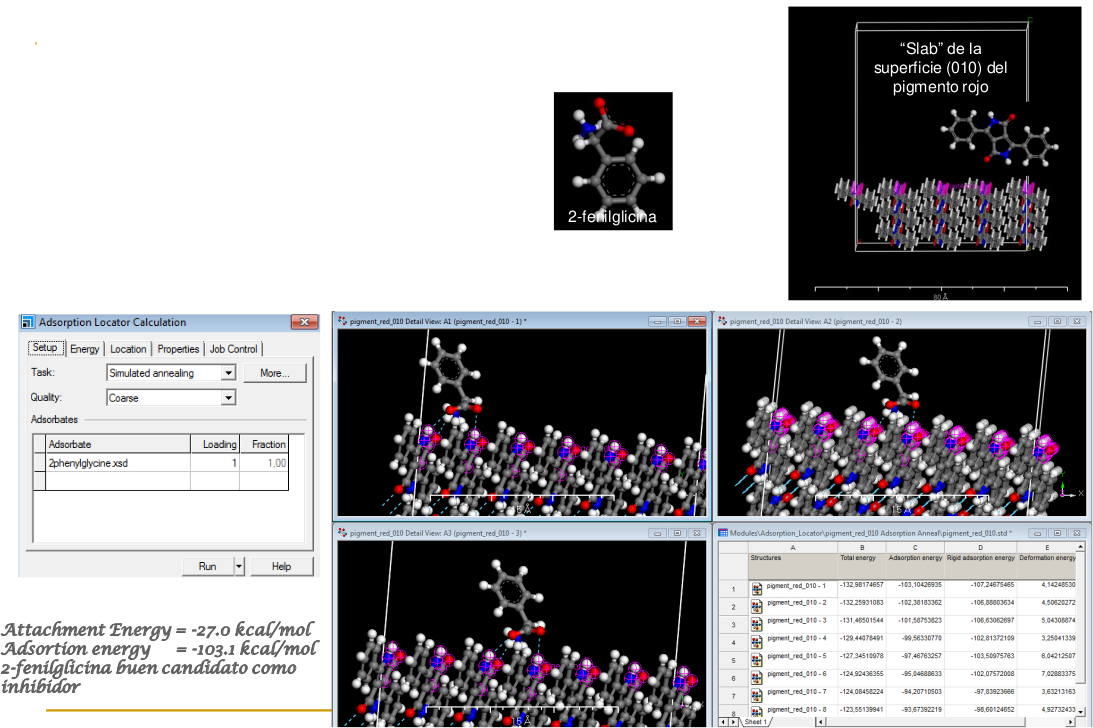 “Slab” de la
superficie (010) del
pigmento rojo
80 Å
2-fenilglicina
Adsorption Locator Calculation
Setup Energy Location Properties Job Control
Task: Simulated annealing More...
Quality: Coarse
Adsorbates
Adsorbate Loading Fraction
2phenylglycine.xsd 1 1,00
Run Help
pigment_red_010 Detail View: A1 (pigment_red_010 - 1) *
15 Å
pigment_red_010 Detail View: A2 (pigment_red_010 - 2)
15 Å
X
pigment_red_010 Detail View: A3 (pigment_red_010 - 3) *
15 Å
Modules\Adsorption_Locator\pigment_red_010 Adsorption Anneal\pigment_red_010.std *
A B C D E
Structures Total energy Adsorption energy Rigid adsorption energy Deformation energy
1 pigment_red_010 - 1 -132,98174657 -103,10426935 -107,24675465 4,14248530
2 pigment_red_010 - 2 -132,25931083 -102,38183362 -106,88803634 4,50620272
3 pigment_red_010 - 3 -131,46501544 -101,58753823 -106,63062697 5,04308874
4 pigment_red_010 - 4 -129,44078491 -99,56330770 -102,81372109 3,25041339
5 pigment_red_010 - 5 -127,34510978 -97,46763257 -103,50975763 6,04212507
6 pigment_red_010 - 6 -124,92436355 -95,04688633 -102,07572008 7,02883375
7 pigment_red_010 - 7 -124,08458224 -94,20710503 -97,83923666 3,63213163
8 pigment_red_010 - 8 -123,55139941 -93,67392219 -98,60124652 4,92732433
Sheet 1
Attachment Energy = -27.0 kcal/mol
Adsortion energy = -103.1 kcal/mol
2-fenilglicina buen candidato como
inhibidor